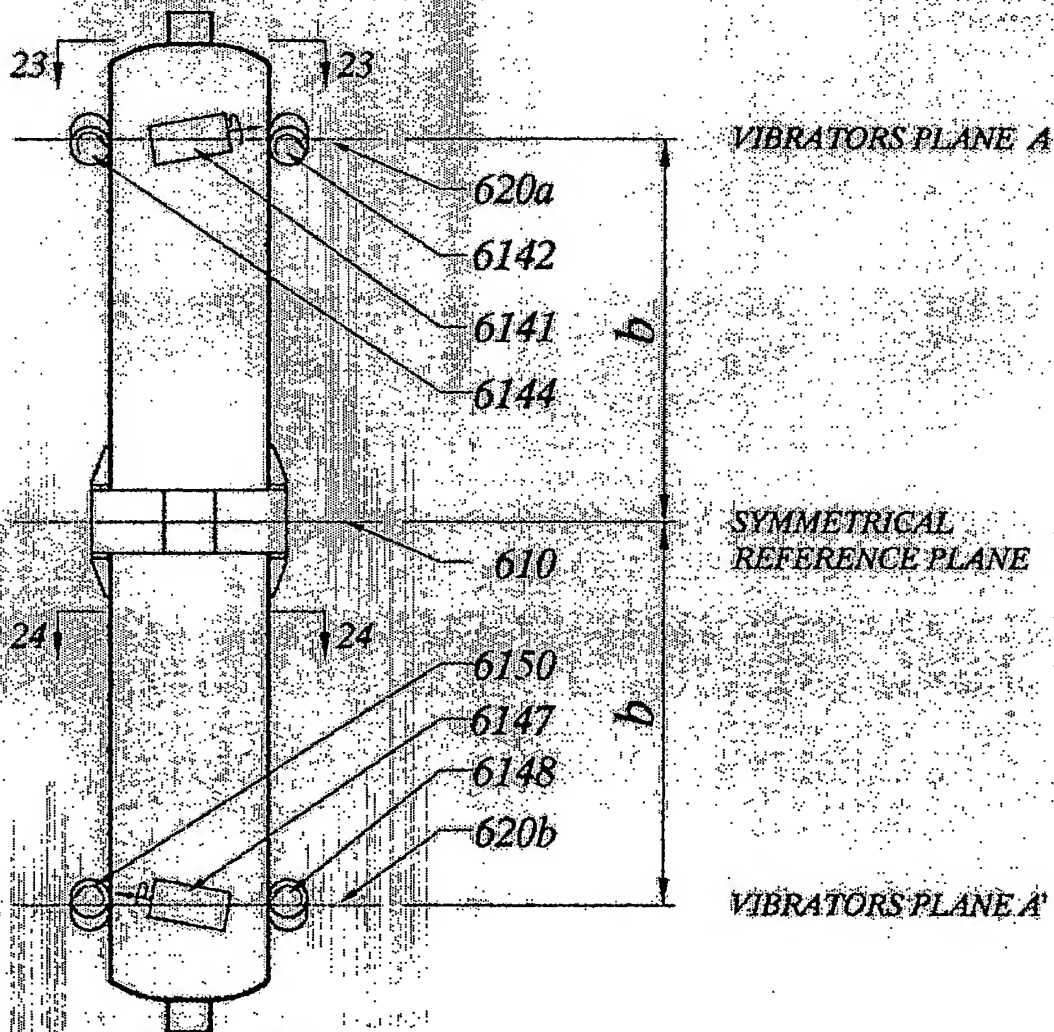 23 23
VIBRATORS PLANE A
620a
6142
6141
b
6144
SYMMETRICAL
REFERENCE PLANE
610
24 24
6150
6147
b
6148
620b
VIBRATORS PLANE A'